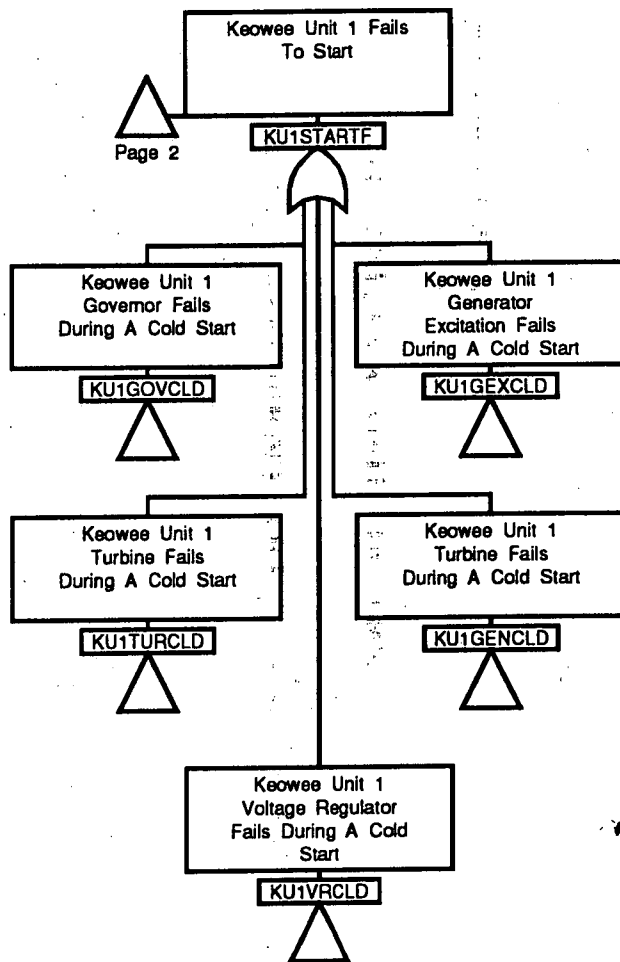 Keowee Unit 1 Fails
To Start
Page 2
KU1STARTF
Keowee Unit 1
Governor Fails
During A Cold Start
KU1GOVCLD
Keowee Unit 1
Generator
Excitation Fails
During A Cold Start
KU1GEXCLD
Keowee Unit 1
Turbine Fails
During A Cold Start
KU1TURCLD
Keowee Unit 1
Turbine Fails
During A Cold Start
KU1GENCLD
Keowee Unit 1
Voltage Regulator
Fails During A Cold
Start
KU1VRCLD